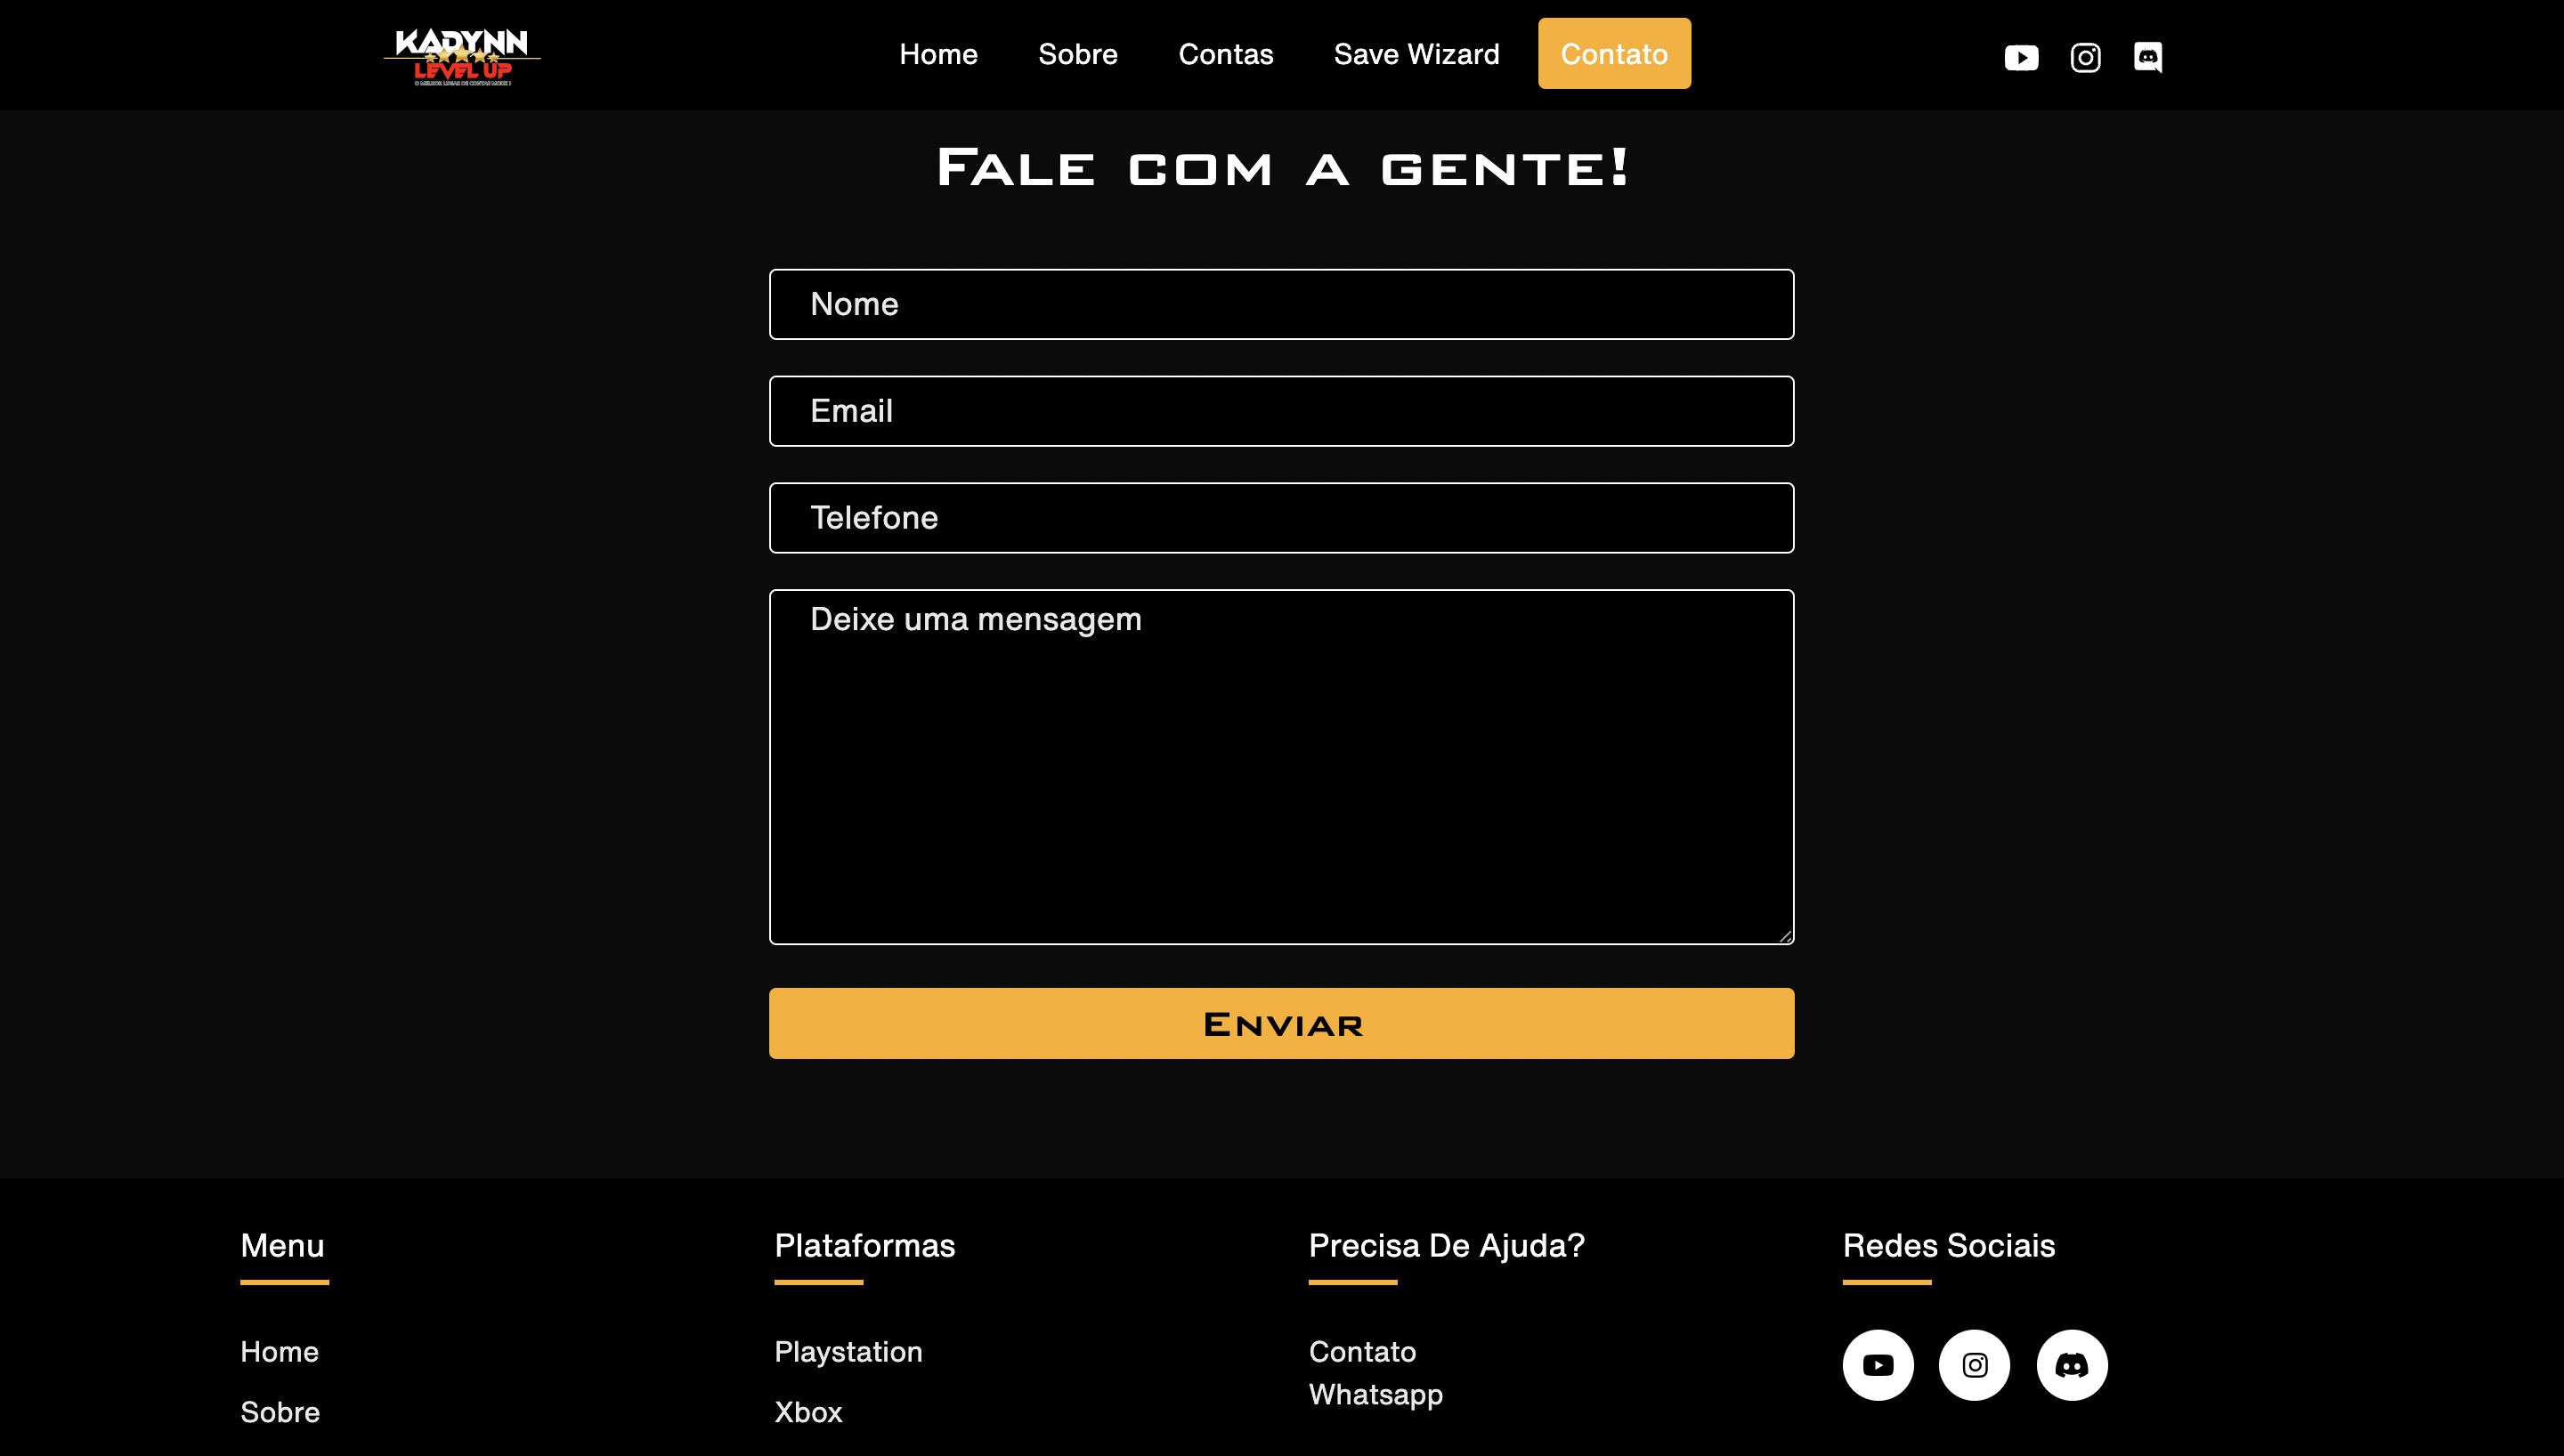 KADYNN
LEVEL UP
Home
Sobre
Contas
Save Wizard
Contato
Fale com a gente!
Nome
Email
Telefone
Deixe uma mensagem
Enviar
Menu
Home
Sobre
Plataformas
Playstation
Xbox
Precisa De Ajuda?
Contato
Whatsapp
Redes Sociais